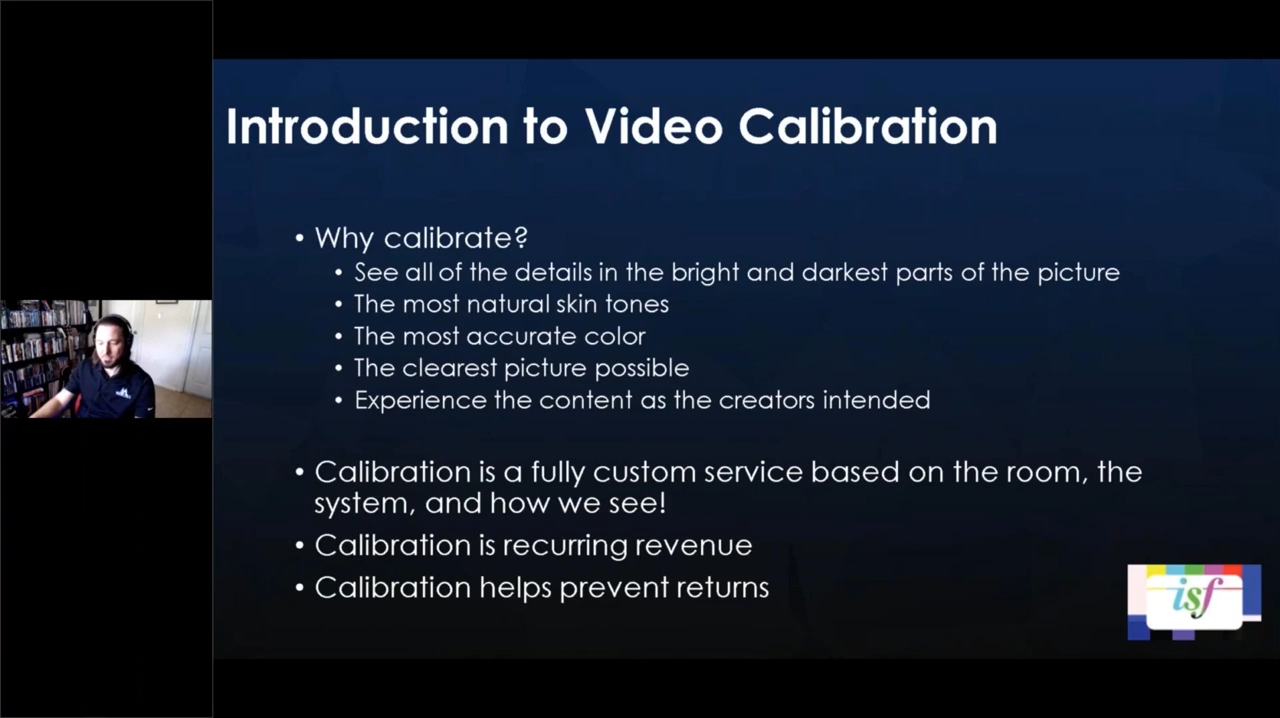 Introduction to Video Calibration
• Why calibrate?
• See all of the details in the bright and darkest parts of the picture
• The most natural skin tones
• The most accurate color
• The clearest picture possible
• Experience the content as the creators intended
• Calibration is a fully custom service based on the room, the
system, and how we see!
• Calibration is recurring revenue
• Calibration helps prevent returns
isf